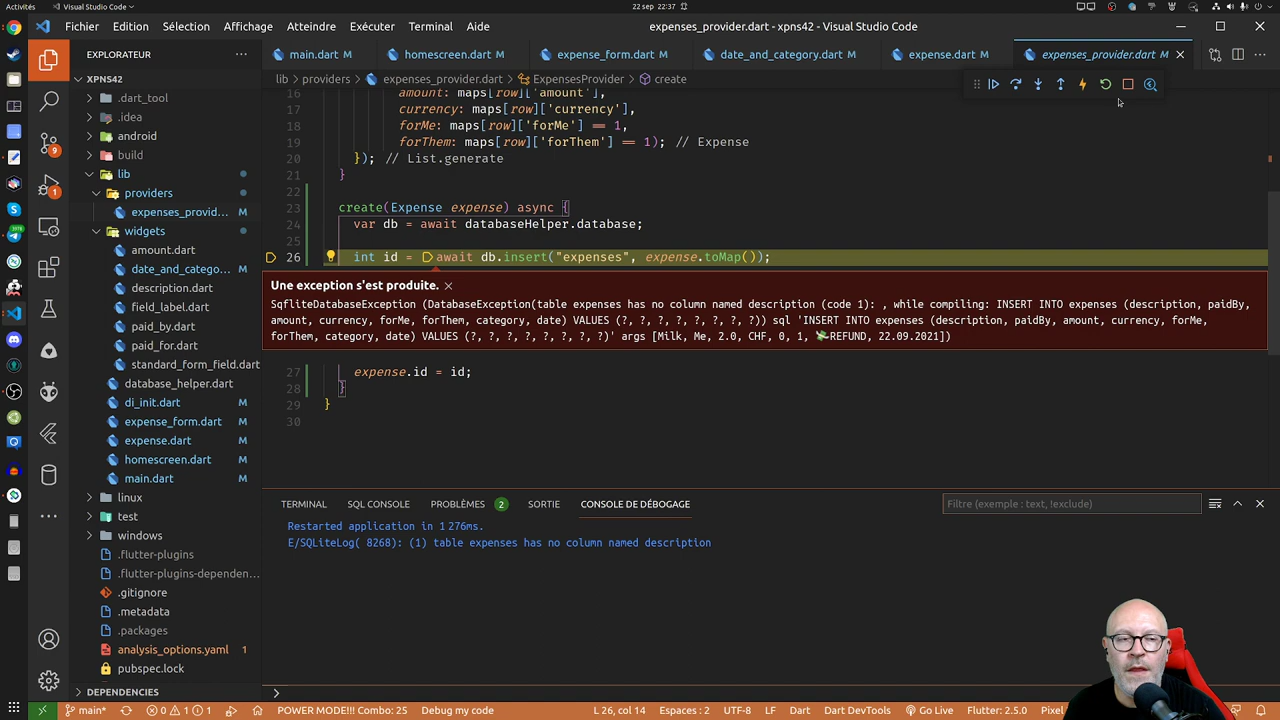 Activités
Visual Studio Code
22 sep 22:37
37 °C
Fichier Edition Sélection Affichage Atteindre Exécuter Terminal Aide
expenses_provider.dart - xpns42 - Visual Studio Code
EXPLORATEUR
main.dart M
homescreen.dart M
expense_form.dart M
date_and_category.dart M
expense.dart M
expenses_provider.dart M
lib > providers > expenses_provider.dart > ExpensesProvider > create
XPNS42
.dart_tool
.idea
android
build
lib
providers
expenses_provid... M
widgets
amount.dart
date_and_catego... M
description.dart
field_label.dart
paid_by.dart
paid_for.dart
standard_form_field.dart
database_helper.dart
di_init.dart M
expense_form.dart M
expense.dart M
homescreen.dart M
main.dart M
linux
test
windows
.flutter-plugins
.flutter-plugins-dependen...
.gitignore
.metadata
.packages
analysis_options.yaml 1
pubspec.lock
DEPENDENCIES
9
1
16 amount: maps[row]['amount'],
17 currency: maps[row]['currency'],
18 forMe: maps[row]['forMe'] == 1,
19 forThem: maps[row]['forThem'] == 1); // Expense
20 }); // List.generate
21 }
22
23 create(Expense expense) async {
24 var db = await databaseHelper.database;
25
26 int id = await db.insert("expenses", expense.toMap());
Une exception s'est produite.
SqfliteDatabaseException (DatabaseException(table expenses has no column named description (code 1): , while compiling: INSERT INTO expenses (description, paidBy,
amount, currency, forMe, forThem, category, date) VALUES (?, ?, ?, ?, ?, ?, ?, ?)) sql 'INSERT INTO expenses (description, paidBy, amount, currency, forMe,
forThem, category, date) VALUES (?, ?, ?, ?, ?, ?, ?, ?)' args [Milk, Me, 2.0, CHF, 0, 1, 💸REFUND, 22.09.2021])
27 expense.id = id;
28 }
29 }
30
TERMINAL SQL CONSOLE PROBLÈMES 2 SORTIE CONSOLE DE DÉBOGAGE
Filtre (exemple : text, !exclude)
Restarted application in 1 276ms.
E/SQLiteLog( 8268): (1) table expenses has no column named description
main* 0 1 1 POWER MODE!!! Combo: 25 Debug my code L 26, col 14 Espaces : 2 UTF-8 LF Dart Dart DevTools Go Live Flutter: 2.5.0 Pixel